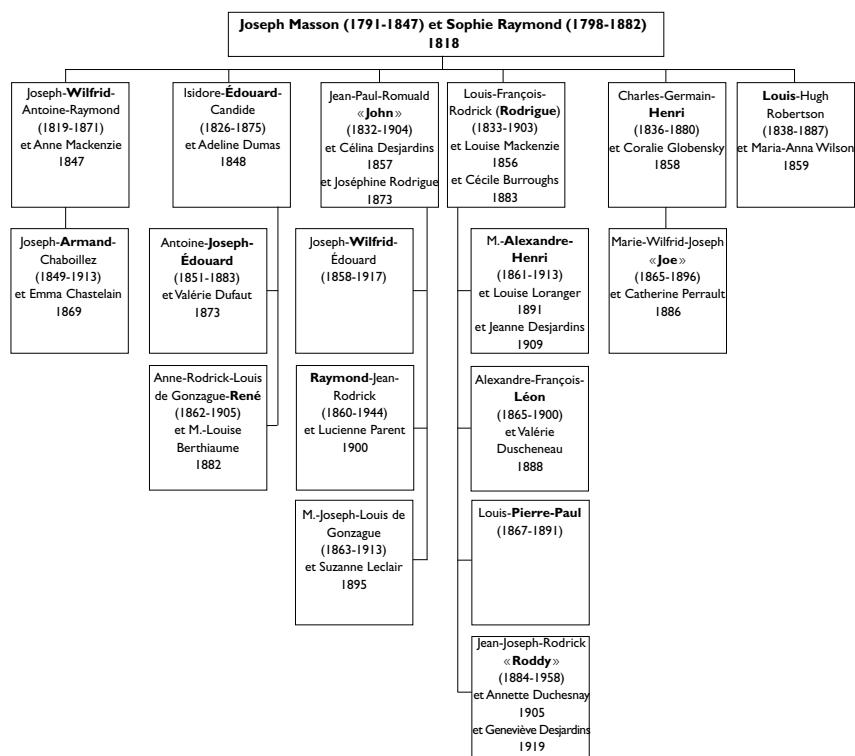 Joseph Masson (1791-1847) et Sophie Raymond (1798-1882)
1818
Joseph-Wilfrid-
Antoine-Raymond
(1819-1871)
et Anne Mackenzie
1847
Isidore-Édouard-
Candide
(1826-1875)
et Adeline Dumas
1848
Jean-Paul-Romuald
«John»
(1832-1904)
et Célina Desjardins
1857
et Joséphine Rodrigue
1873
Louis-François-
Rodrick (Rodrigue)
(1833-1903)
et Louise Mackenzie
1856
et Cécile Burroughs
1883
Charles-Germain-
Henri
(1836-1880)
et Coralie Globensky
1858
Louis-Hugh
Robertson
(1838-1887)
et Maria-Anna Wilson
1859
Joseph-Armand-
Chaboillez
(1849-1913)
et Emma Chastelain
1869
Antoine-Joseph-
Édouard
(1851-1883)
et Valérie Dufaut
1873
Joseph-Wilfrid-
Édouard
(1858-1917)
M.-Alexandre-
Henri
(1861-1913)
et Louise Loranger
1891
et Jeanne Desjardins
1909
Marie-Wilfrid-Joseph
«Joe»
(1865-1896)
et Catherine Perrault
1886
Anne-Rodrick-Louis
de Gonzague-René
(1862-1905)
et M.-Louise
Berthiaume
1882
Raymond-Jean-
Rodrick
(1860-1944)
et Lucienne Parent
1900
Alexandre-François-
Léon
(1865-1900)
et Valérie
Duscheneau
1888
M.-Joseph-Louis de
Gonzague
(1863-1913)
et Suzanne Leclair
1895
Louis-Pierre-Paul
(1867-1891)
Jean-Joseph-Rodrick
«Roddy»
(1884-1958)
et Annette Duchesnay
1905
et Geneviève Desjardins
1919